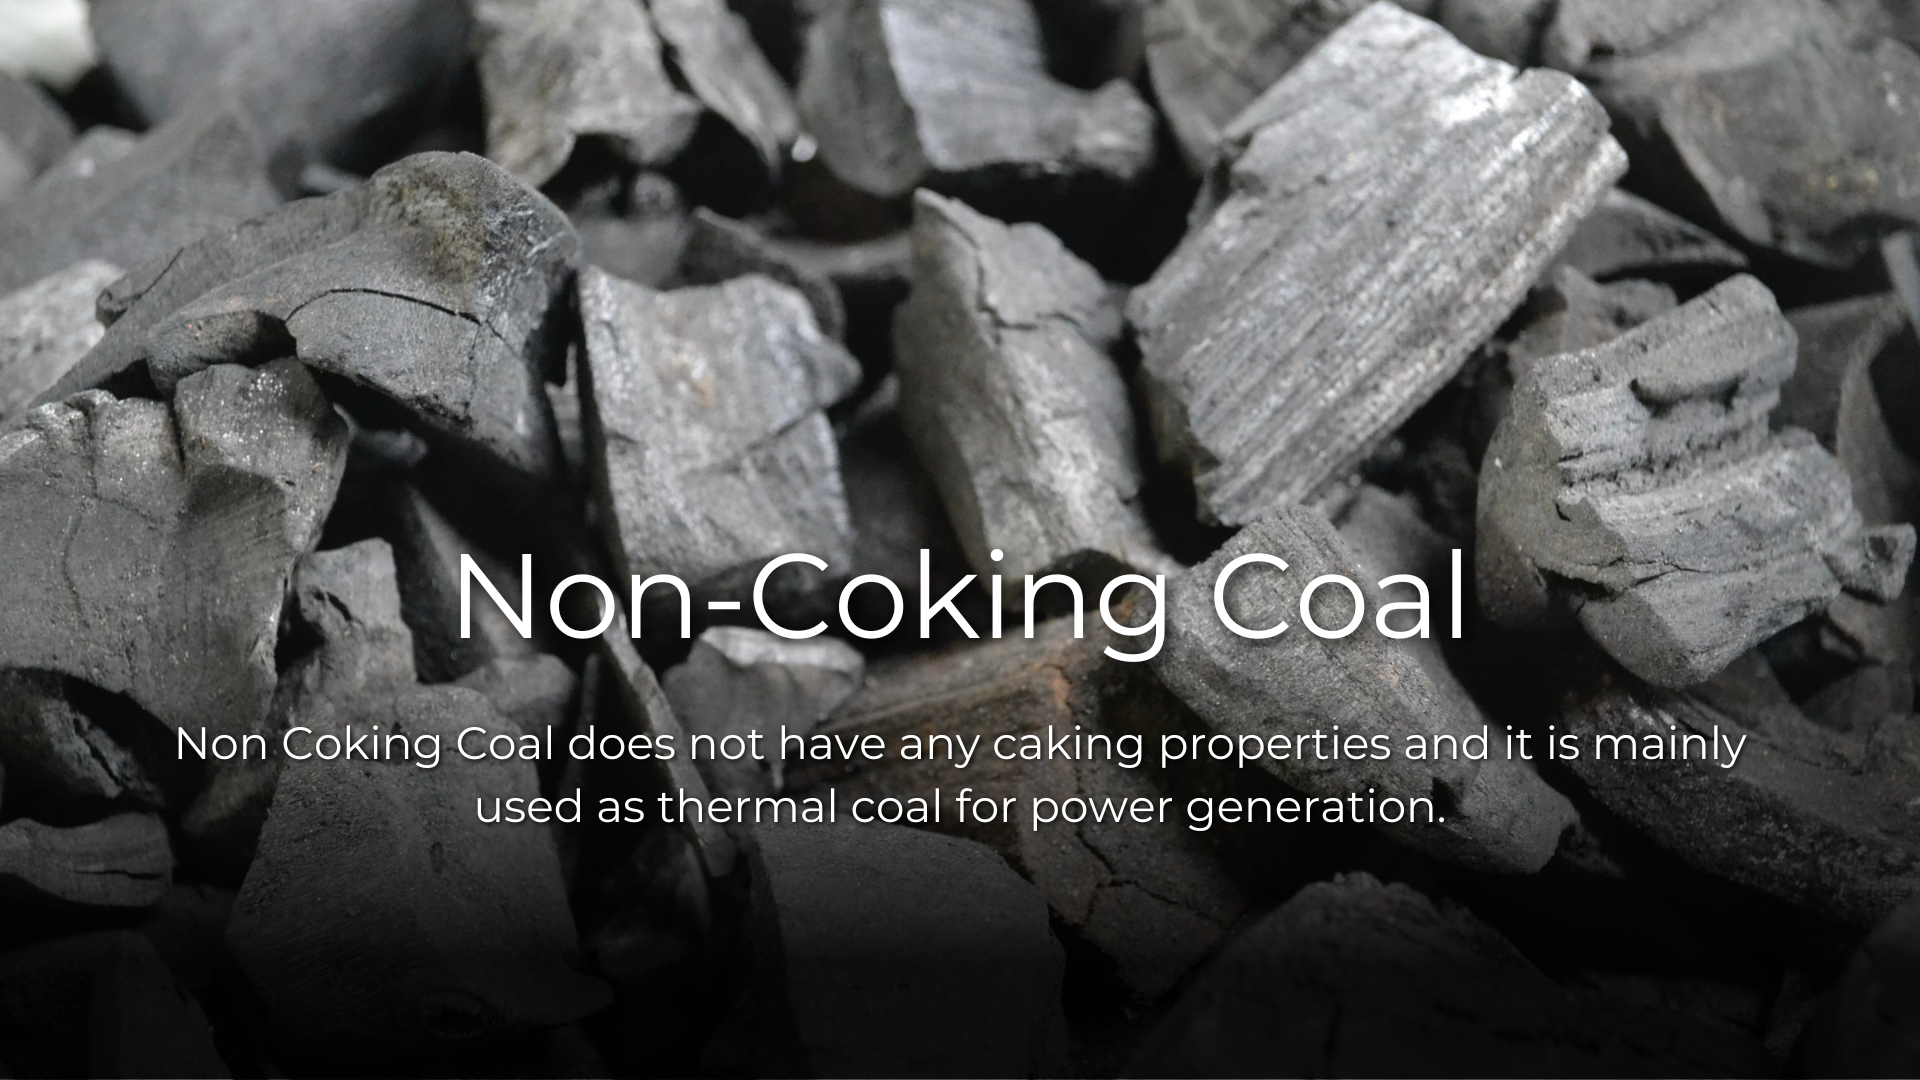 Non-Coking Coal
Non Coking Coal does not have any caking properties and it is mainly
used as thermal coal for power generation.